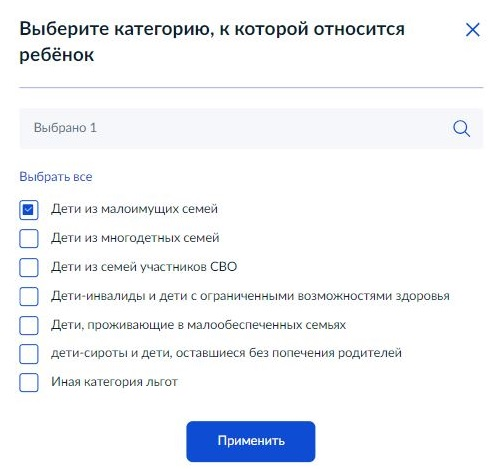 Выберите категорию, к которой относится
ребёнок
Выбрано 1
Выбрать все
Дети из малоимущих семей
Дети из многодетных семей
Дети из семей участников СВО
Дети-инвалиды и дети с ограниченными возможностями здоровья
Дети, проживающие в малообеспеченных семьях
дети-сироты и дети, оставшиеся без попечения родителей
Иная категория льгот
Применить